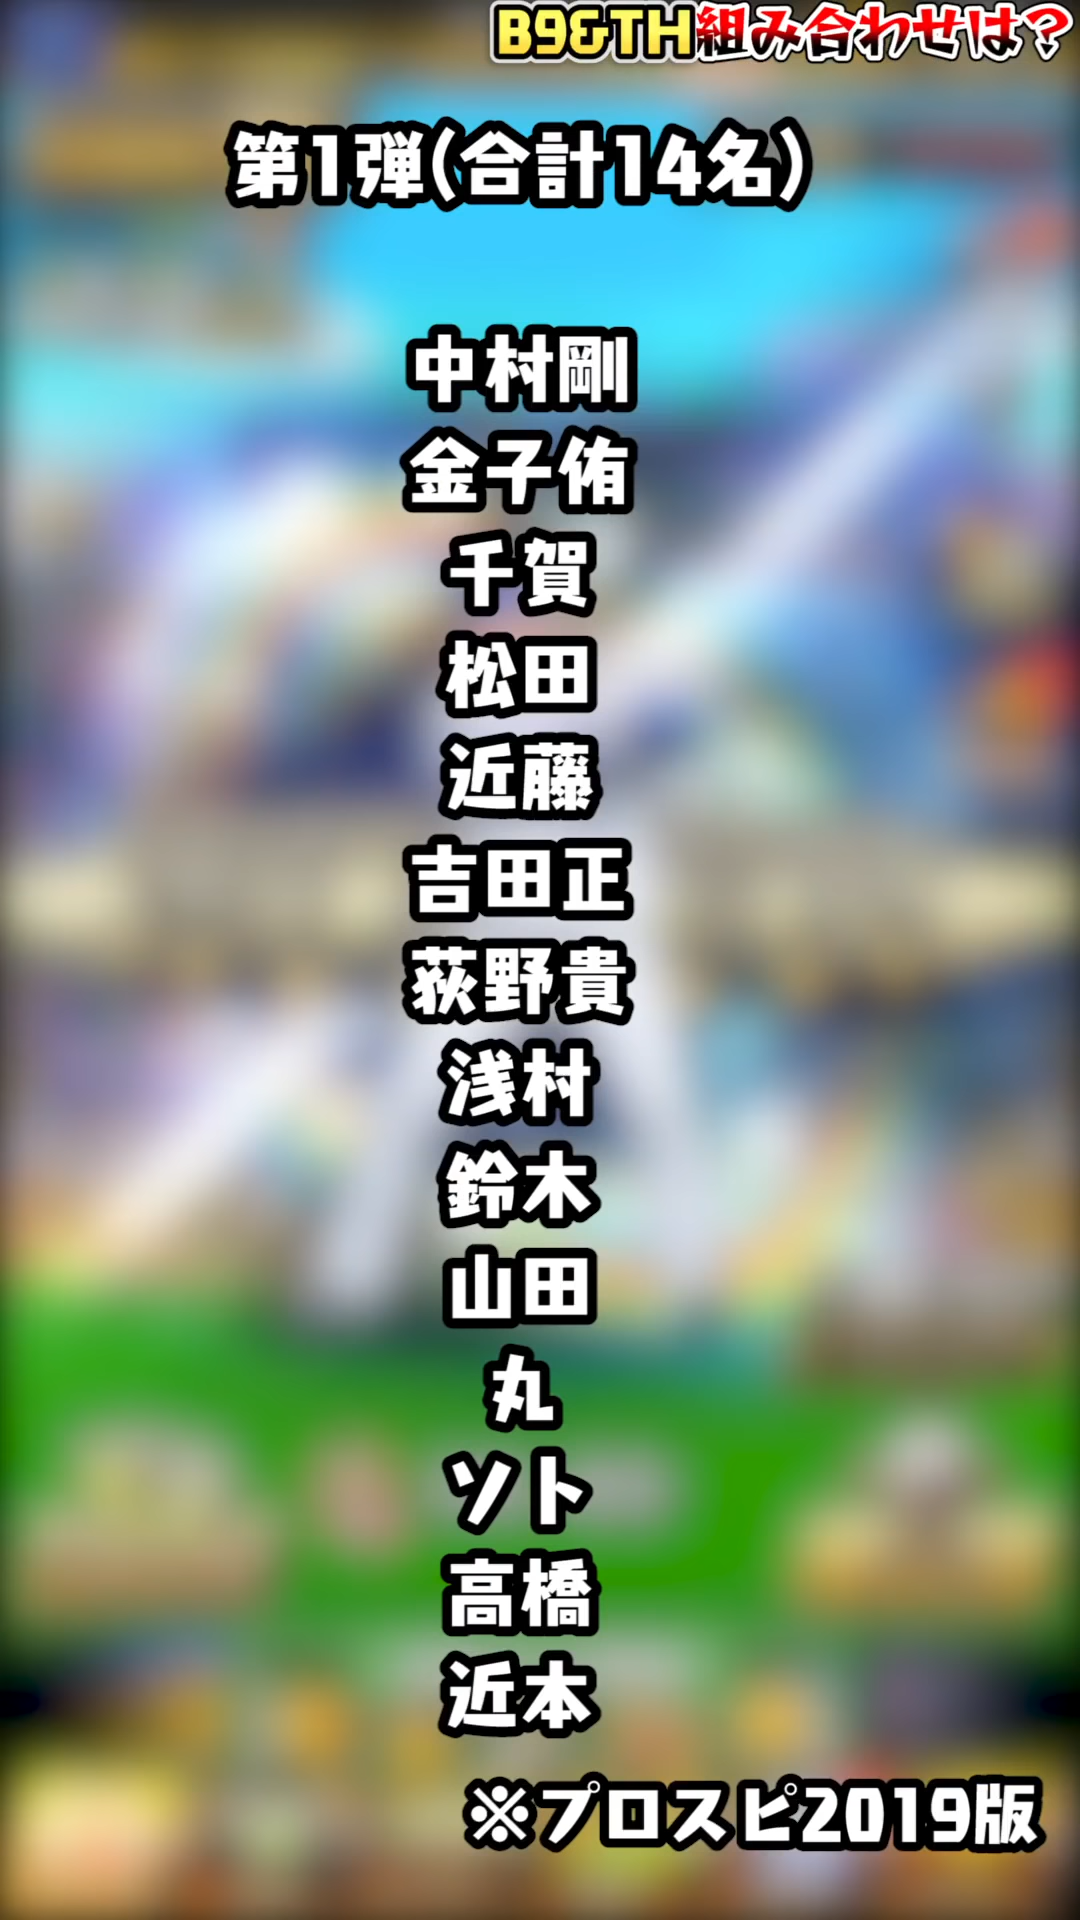 B9&TH組み合わせは?
第1弾(合計14名)
中村剛
金子侑
千賀
松田
近藤
吉田正
荻野貴
浅村
鈴木
山田
丸
ソト
高橋
近本
※プロスピ2019版